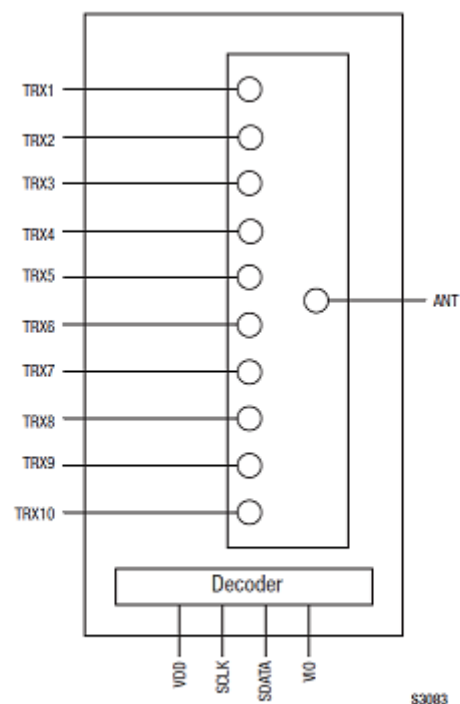 TRX1
TRX2
TRX3
TRX4
TRX5
ANT
TRX6
TRX7
TRX8
TRX9
TRX10
Decoder
VDD
SCLK
SDATA
VIO
S3083